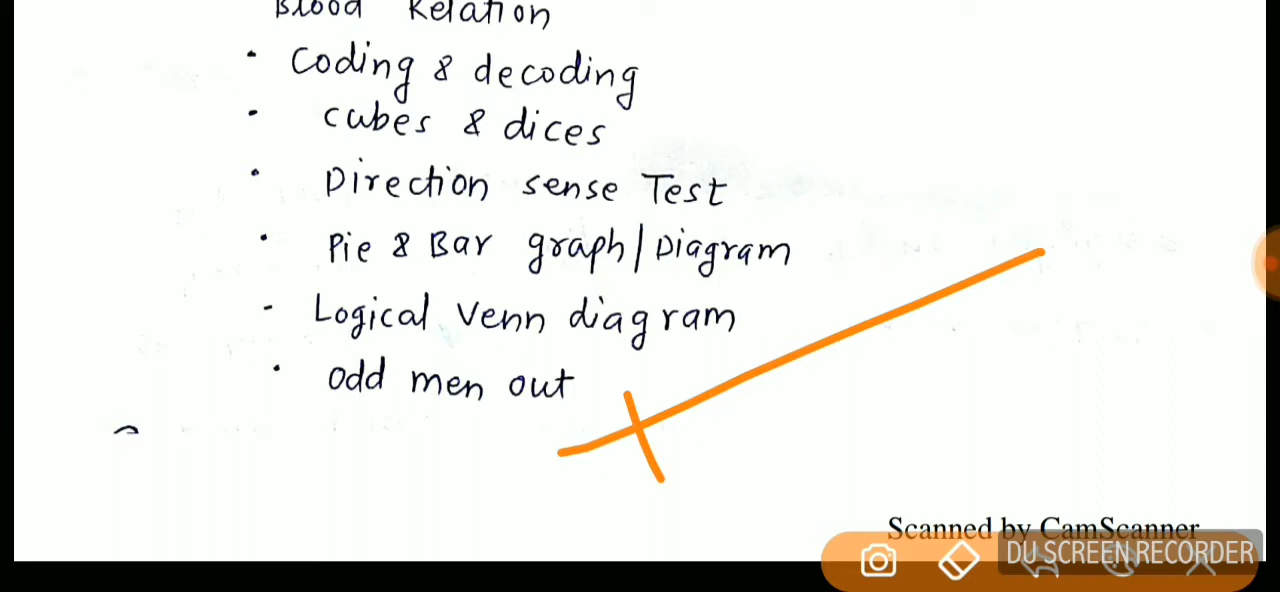 Blood Relation
• Coding & decoding
• cubes & dices
• Direction sense Test
• Pie & Bar graph/Diagram
- Logical Venn diagram
• odd men out
Scanned by CamScanner
DU SCREEN RECORDER